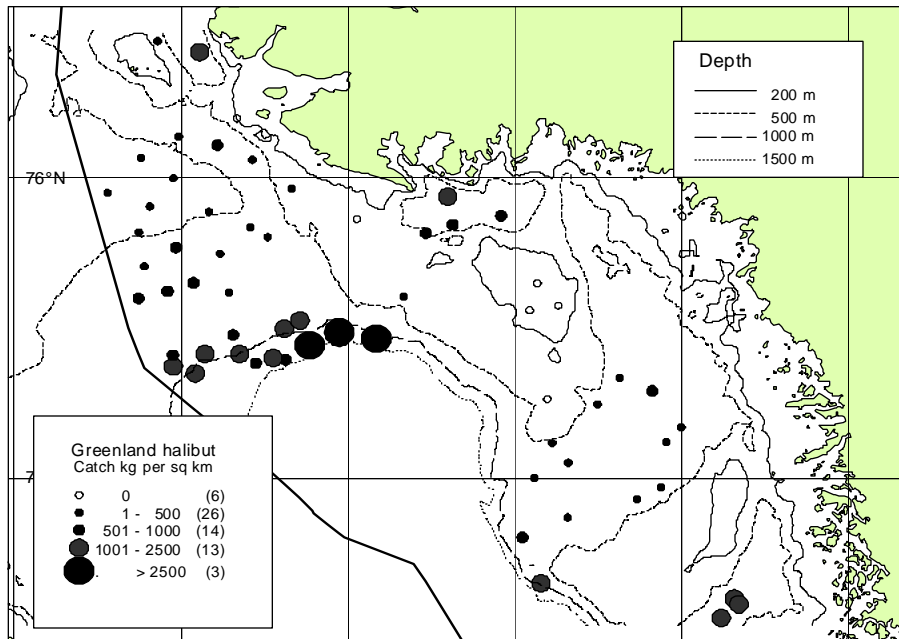 Depth
200 m
500 m
1000 m
1500 m
76°N
7
Greenland halibut
Catch kg per sq km
0 (6)
1 - 500 (26)
501 - 1000 (14)
1001 - 2500 (13)
. > 2500 (3)